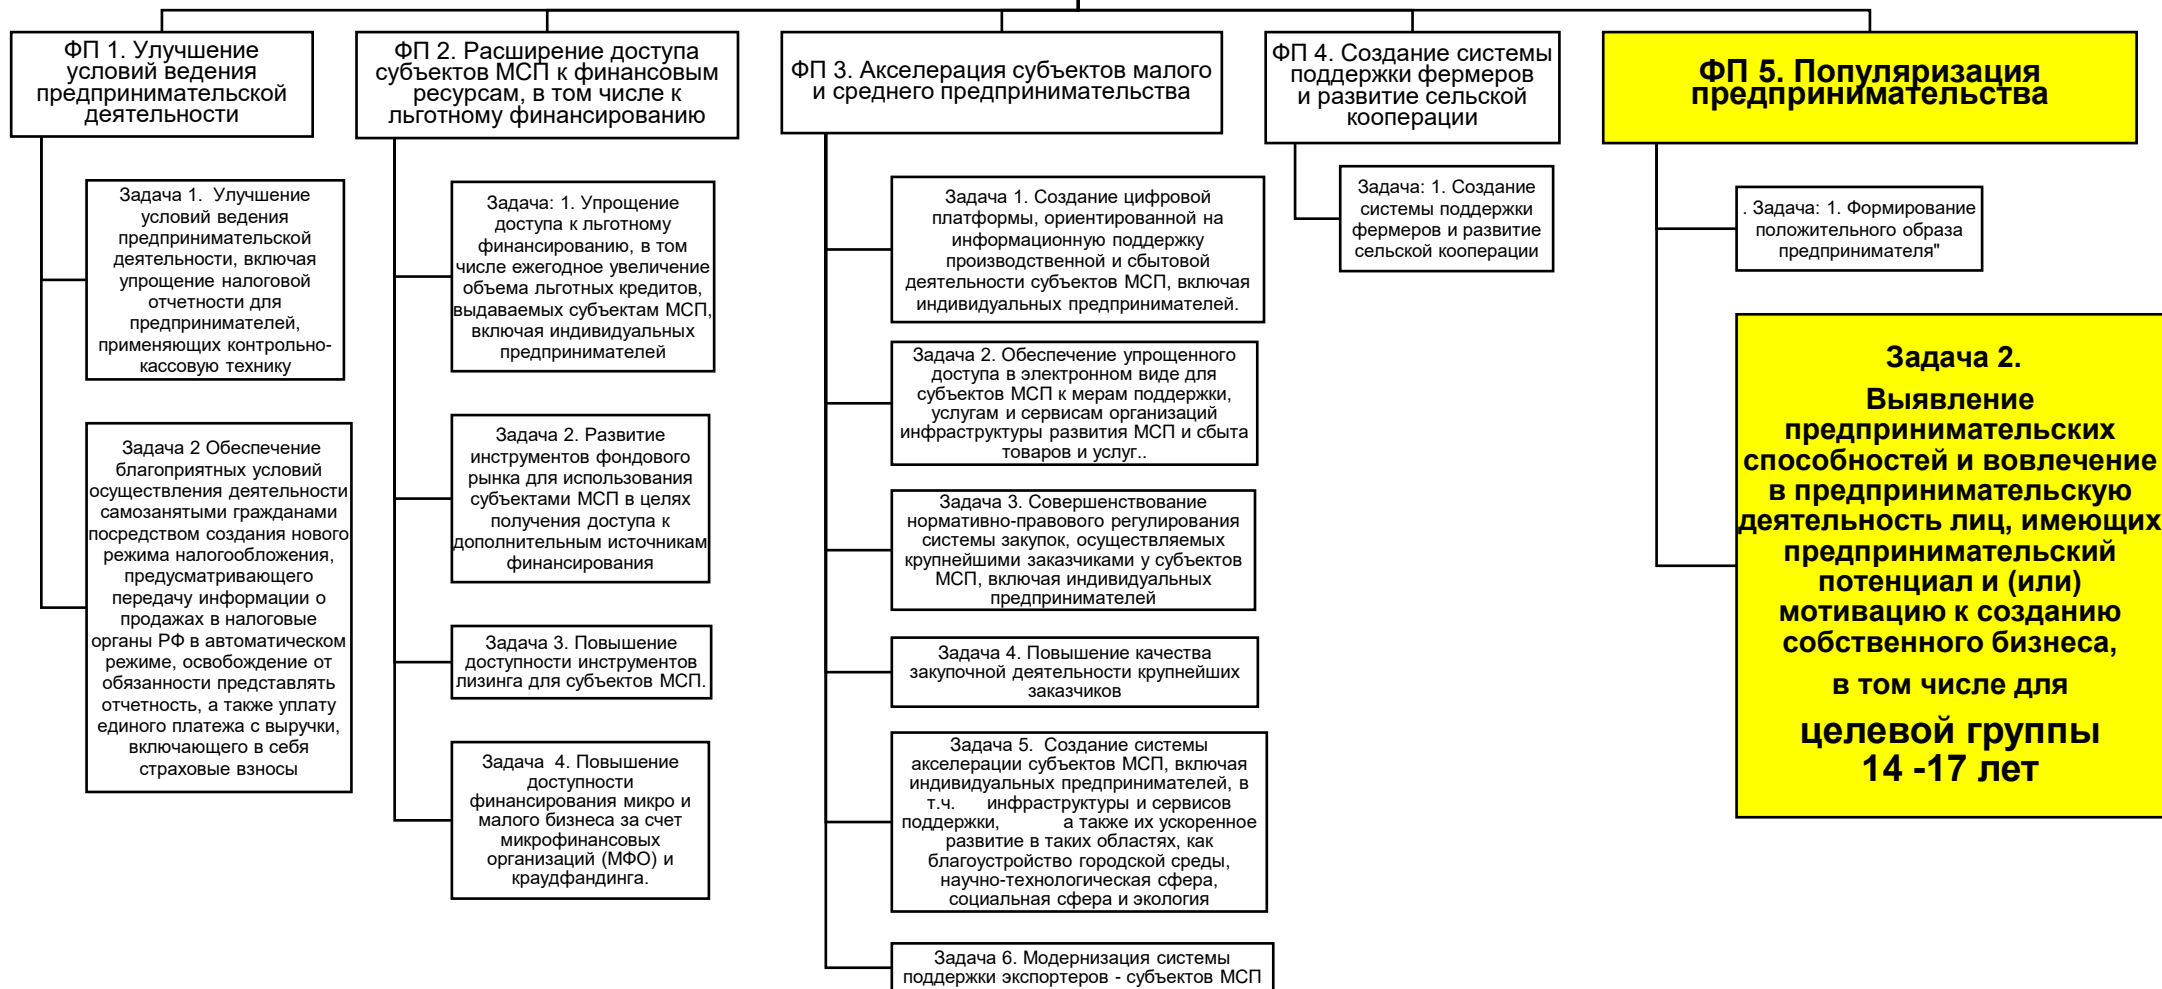 ФП 1. Улучшение
условий ведения
предпринимательской
деятельности
Задача 1.  Улучшение
условий ведения
предпринимательской
деятельности, включая
упрощение налоговой
отчетности для
предпринимателей,
применяющих контрольно-
кассовую технику
Задача 2 Обеспечение
благоприятных условий
осуществления деятельности
самозанятыми гражданами
посредством создания нового
режима налогообложения,
предусматривающего
передачу информации о
продажах в налоговые
органы РФ в автоматическом
режиме, освобождение от
обязанности представлять
отчетность, а также уплату
единого платежа с выручки,
включающего в себя
страховые взносы
ФП 2. Расширение доступа
субъектов МСП к финансовым
ресурсам, в том числе к
льготному финансированию
Задача: 1. Упрощение
доступа к льготному
финансированию, в том
числе ежегодное увеличение
объема льготных кредитов,
выдаваемых субъектам МСП,
включая индивидуальных
предпринимателей
Задача 2. Развитие
инструментов фондового
рынка для использования
субъектами МСП в целях
получения доступа к
дополнительным источникам
финансирования
Задача 3. Повышение
доступности инструментов
лизинга для субъектов МСП.
Задача  4. Повышение
доступности
финансирования микро и
малого бизнеса за счет
микрофинансовых
организаций (МФО) и
краудфандинга.
ФП 3. Акселерация субъектов малого
и среднего предпринимательства
Задача 1. Создание цифровой
платформы, ориентированной на
информационную поддержку
производственной и сбытовой
деятельности субъектов МСП, включая
индивидуальных предпринимателей.
Задача 2. Обеспечение упрощенного
доступа в электронном виде для
субъектов МСП к мерам поддержки,
услугам и сервисам организаций
инфраструктуры развития МСП и сбыта
товаров и услуг..
Задача 3. Совершенствование
нормативно-правового регулирования
системы закупок, осуществляемых
крупнейшими заказчиками у субъектов
МСП, включая индивидуальных
предпринимателей
Задача 4. Повышение качества
закупочной деятельности крупнейших
заказчиков
Задача 5.  Создание системы
акселерации субъектов МСП, включая
индивидуальных предпринимателей, в
т.ч.     инфраструктуры и сервисов
поддержки,        а также их ускоренное
развитие в таких областях, как
благоустройство городской среды,
научно-технологическая сфера,
социальная сфера и экология
Задача 6. Модернизация системы
поддержки экспортеров - субъектов МСП
ФП 4. Создание системы
поддержки фермеров
и развитие сельской
кооперации
Задача: 1. Создание
системы поддержки
фермеров и развитие
сельской кооперации
ФП 5. Популяризация
предпринимательства
. Задача: 1. Формирование
положительного образа
предпринимателя"
Задача 2.
Выявление
предпринимательских
способностей и вовлечение
в предпринимательскую
деятельность лиц, имеющих
предпринимательский
потенциал и (или)
мотивацию к созданию
собственного бизнеса,
в том числе для
целевой группы
14 -17 лет